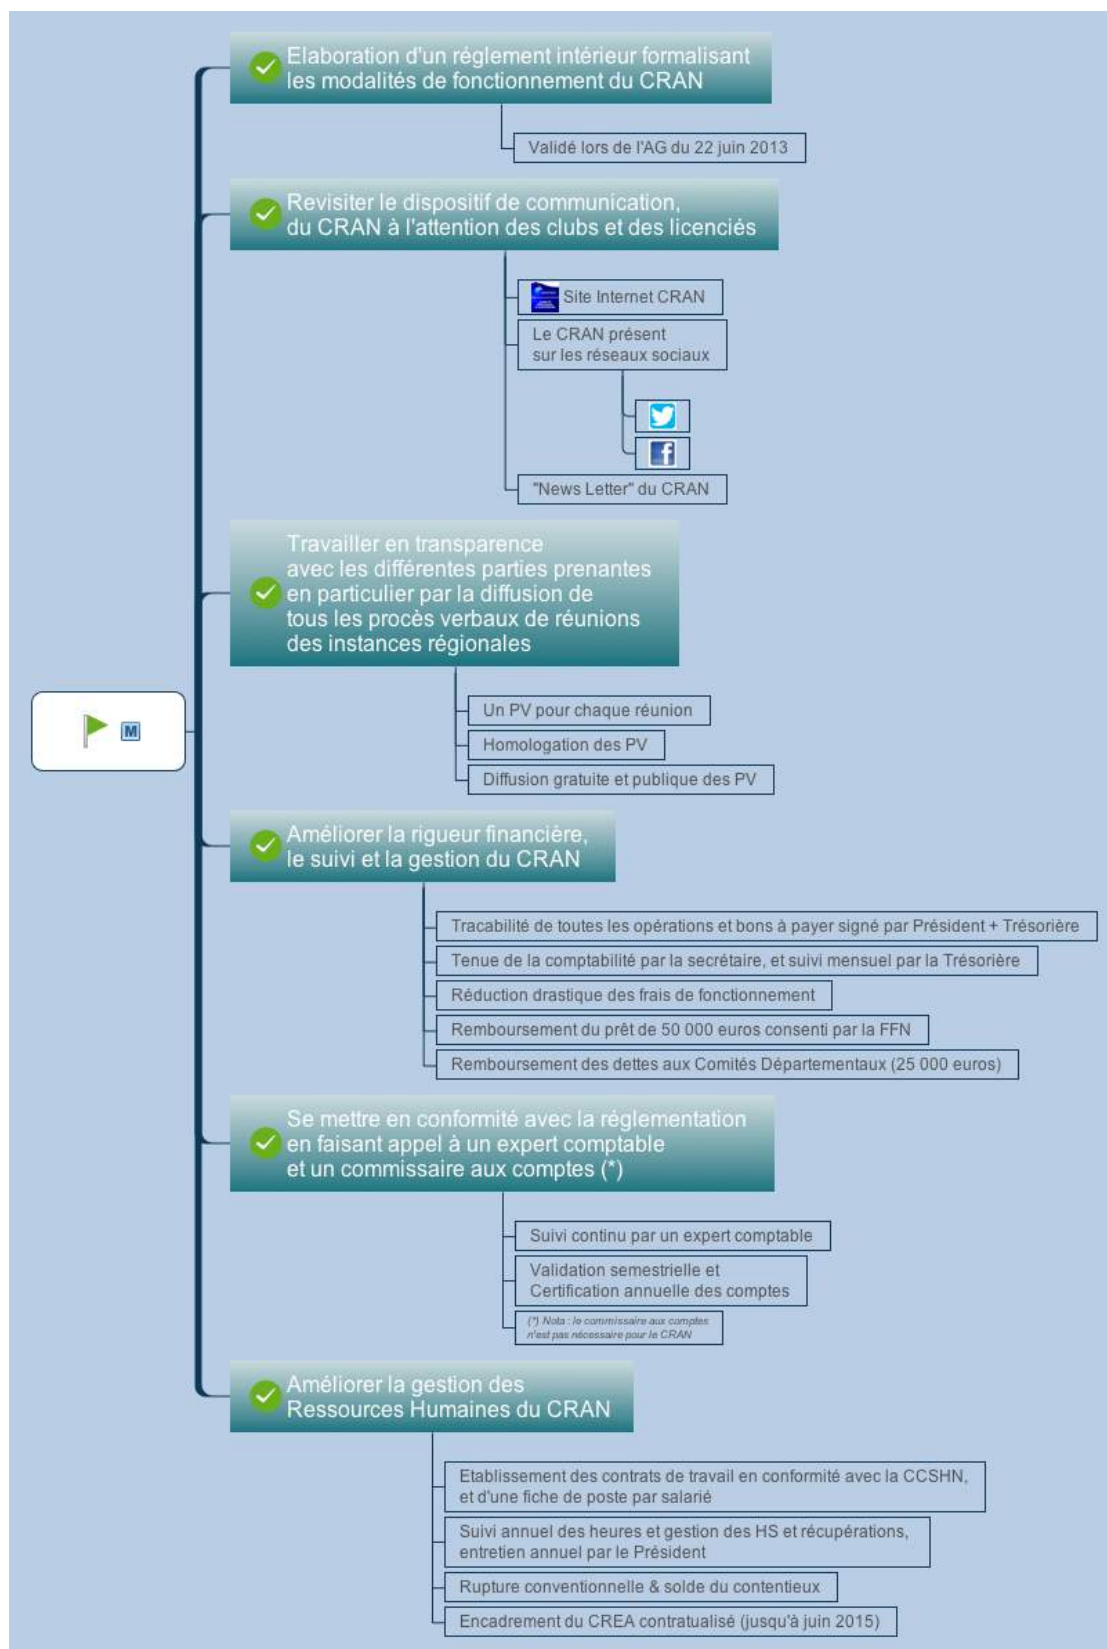 Elaboration d'un réglement intérieur formalisant
les modalités de fonctionnement du CRAN
Validé lors de l'AG du 22 juin 2013
Revisiter le dispositif de communication,
du CRAN à l'attention des clubs et des licenciés
Site Internet CRAN
Le CRAN présent
sur les réseaux sociaux
f
"News Letter" du CRAN
Travailler en transparence
avec les différentes parties prenantes
en particulier par la diffusion de
tous les procès verbaux de réunions
des instances régionales
M
Un PV pour chaque réunion
Homologation des PV
Diffusion gratuite et publique des PV
Améliorer la rigueur financière,
le suivi et la gestion du CRAN
Tracabilité de toutes les opérations et bons à payer signé par Président + Trésorière
Tenue de la comptabilité par la secrétaire, et suivi mensuel par la Trésorière
Réduction drastique des frais de fonctionnement
Remboursement du prêt de 50 000 euros consenti par la FFN
Remboursement des dettes aux Comités Départementaux (25 000 euros)
Se mettre en conformité avec la réglementation
en faisant appel à un expert comptable
et un commissaire aux comptes (*)
Suivi continu par un expert comptable
Validation semestrielle et
Certification annuelle des comptes
(*) Nota : le commissaire aux comptes
n'est pas nécessaire pour le CRAN
Améliorer la gestion des
Ressources Humaines du CRAN
Etablissement des contrats de travail en conformité avec la CCSHN,
et d'une fiche de poste par salarié
Suivi annuel des heures et gestion des HS et récupérations,
entretien annuel par le Président
Rupture conventionnelle & solde du contentieux
Encadrement du CREA contratualisé (jusqu'à juin 2015)